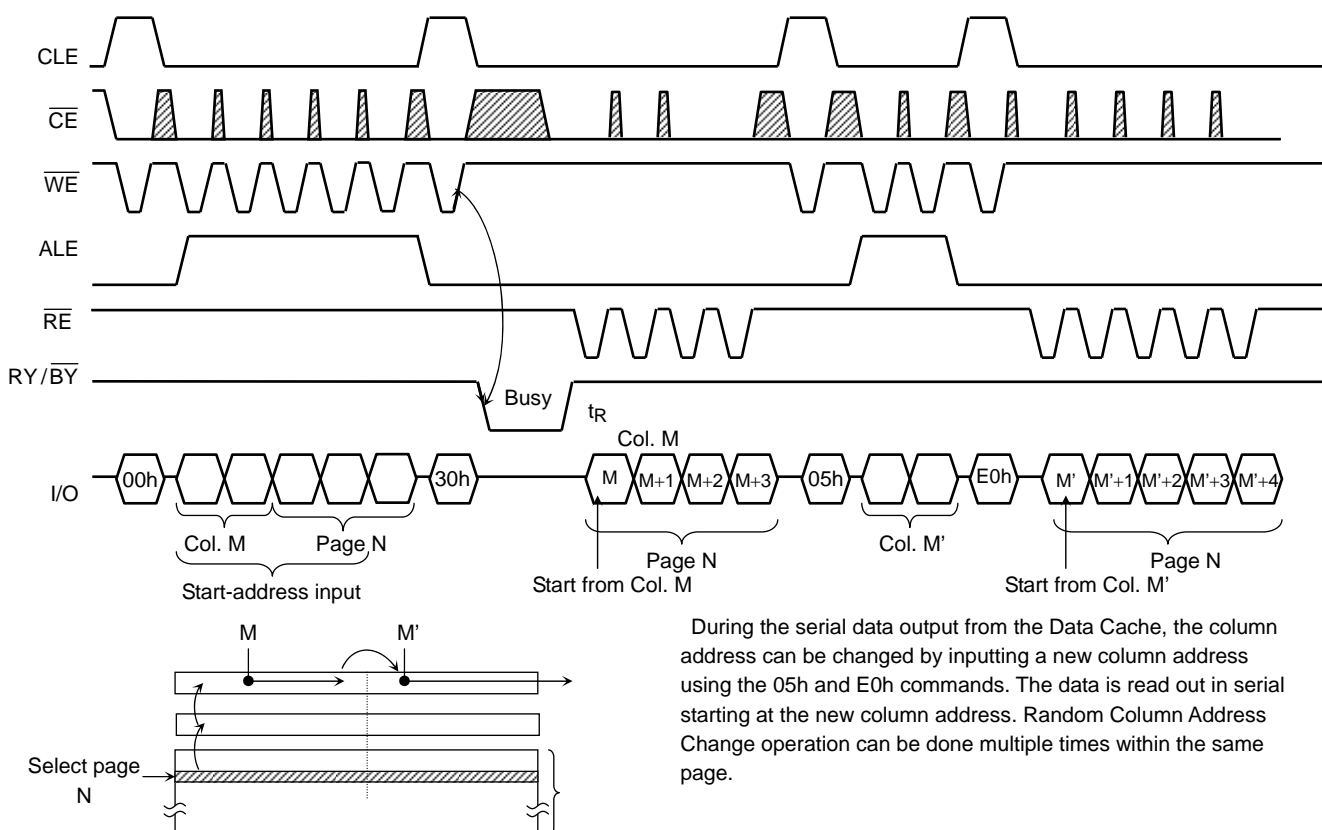 CLE
CE
WE
ALE
RE
RY/BY
Busy
tR
Col. M
I/O
00h
30h
M
M+1
M+2
M+3
05h
E0h
M'
M'+1
M'+2
M'+3
M'+4
Col. M
Page N
Start-address input
Page N
Start from Col. M
Col. M'
Page N
Start from Col. M'
M
M'
Select page
N
During the serial data output from the Data Cache, the column
address can be changed by inputting a new column address
using the 05h and E0h commands. The data is read out in serial
starting at the new column address. Random Column Address
Change operation can be done multiple times within the same
page.